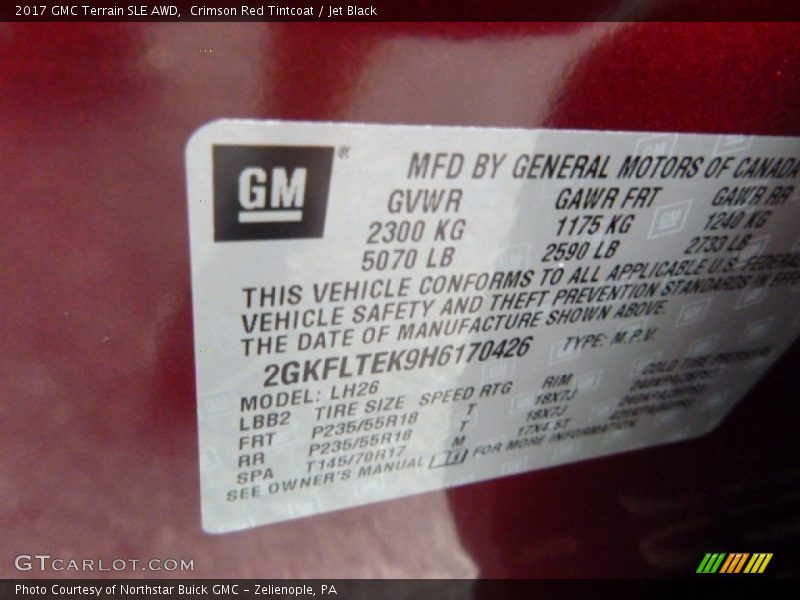 2017 GMC Terrain SLE AWD,  Crimson Red Tintcoat / Jet Black
GM®
MFD BY GENERAL MOTORS OF CANADA
GVWR GAWR FRT GAWR RR
2300 KG 1175 KG GM 1240 KG
5070 LB 2590 LB 2733 LB
THIS VEHICLE CONFORMS TO ALL APPLICABLE U.S. FEDERAL
VEHICLE SAFETY AND THEFT PREVENTION STANDARDS IN EFFECT
THE DATE OF MANUFACTURE SHOWN ABOVE.
2GKFLTEK9H6170426 TYPE: M.P.V.
MODEL: LH26
LBB2 TIRE SIZE SPEED RTG RIM COLD TIRE PRESSURE
FRT P235/55R18 T 18X7J
RR P235/55R18 T 18X7J
SPA T145/70R17 M 17X4.5T
SEE OWNER'S MANUAL FOR MORE INFORMATION.
GTCARLOT.COM
Photo Courtesy of Northstar Buick GMC - Zelienople, PA